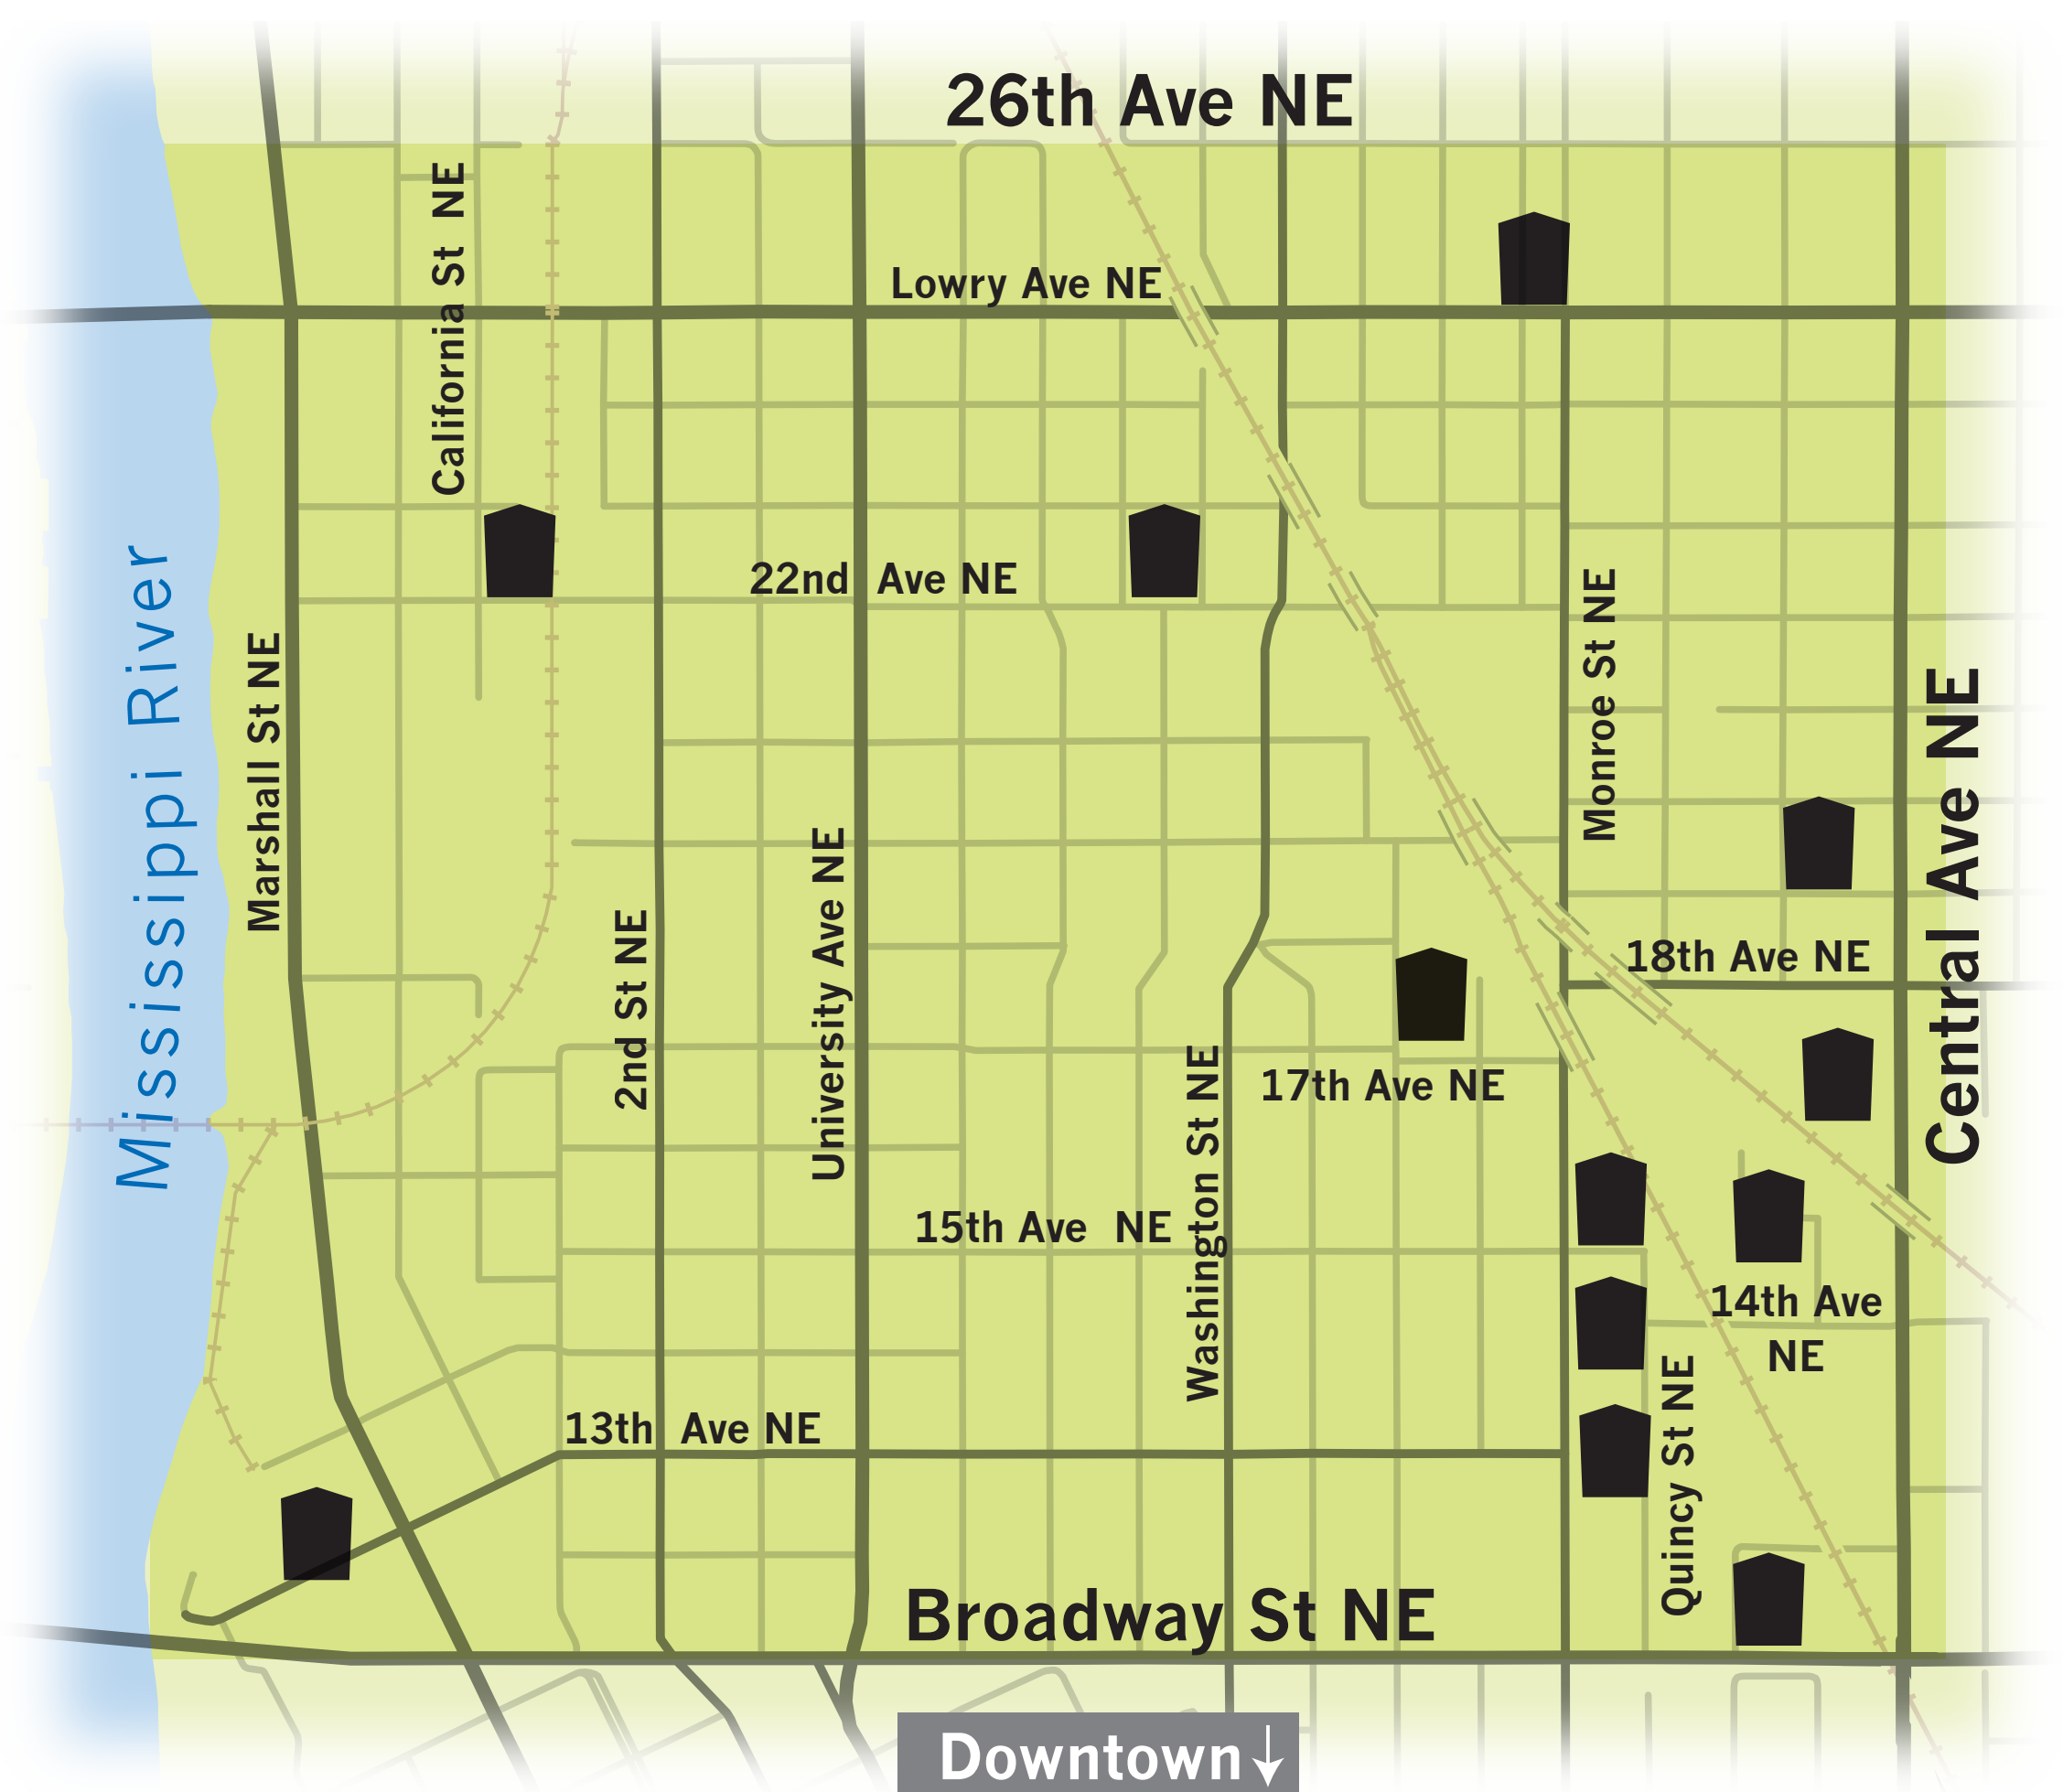 26th Ave NE
California St NE
Lowry Ave NE
22nd Ave NE
Mississippi River
Marshall St NE
Monroe St NE
Central Ave NE
University Ave NE
2nd St NE
18th Ave NE
17th Ave NE
Washington St NE
15th Ave NE
14th Ave
NE
Quincy St NE
13th Ave NE
Broadway St NE
Downtown↓